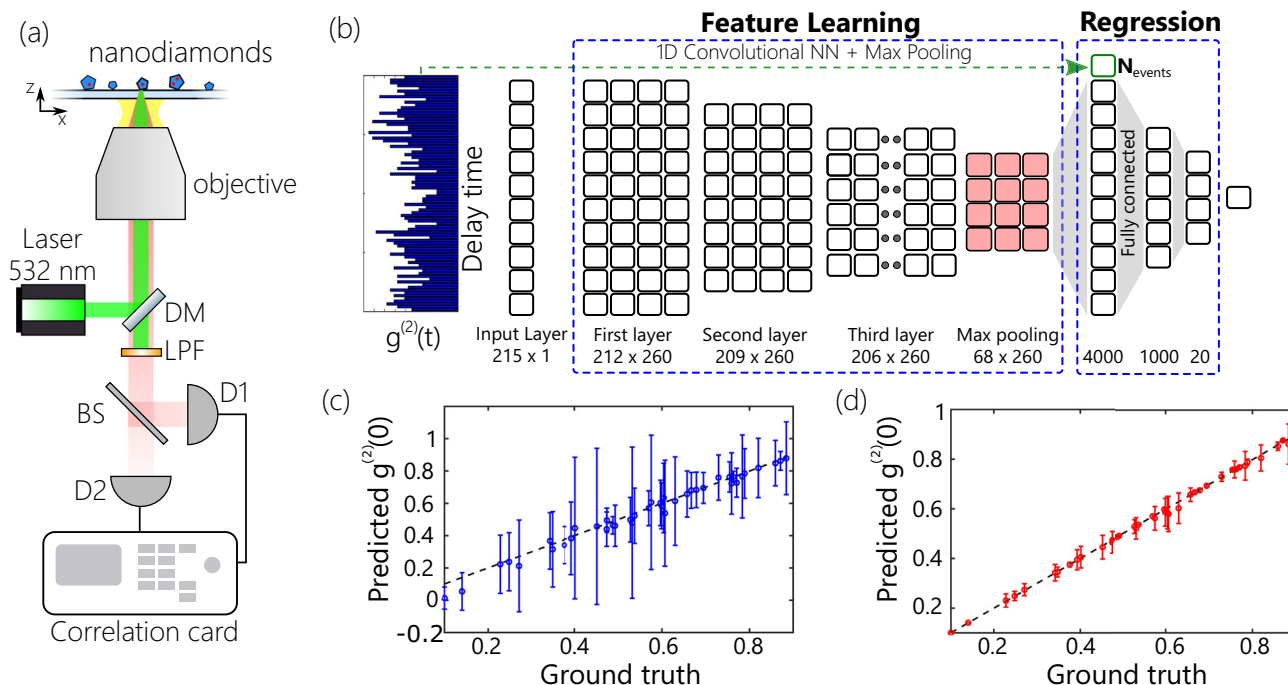 (a)
nanodiamonds
z
x
objective
Laser
532 nm
DM
LPF
BS
D1
D2
Correlation card
(b)
Feature Learning
Regression
1D Convolutional NN + Max Pooling
N_events
Delay time
g^(2)(t)
Fully connected
Input Layer
215 x 1
First layer
212 x 260
Second layer
209 x 260
Third layer
206 x 260
Max pooling
68 x 260
4000
1000
20
(c)
Predicted g^(2)(0)
1
0.8
0.6
0.4
0.2
0
-0.2
0.2
0.4
0.6
0.8
Ground truth
(d)
Predicted g^(2)(0)
1
0.8
0.6
0.4
0.2
0.2
0.4
0.6
0.8
Ground truth